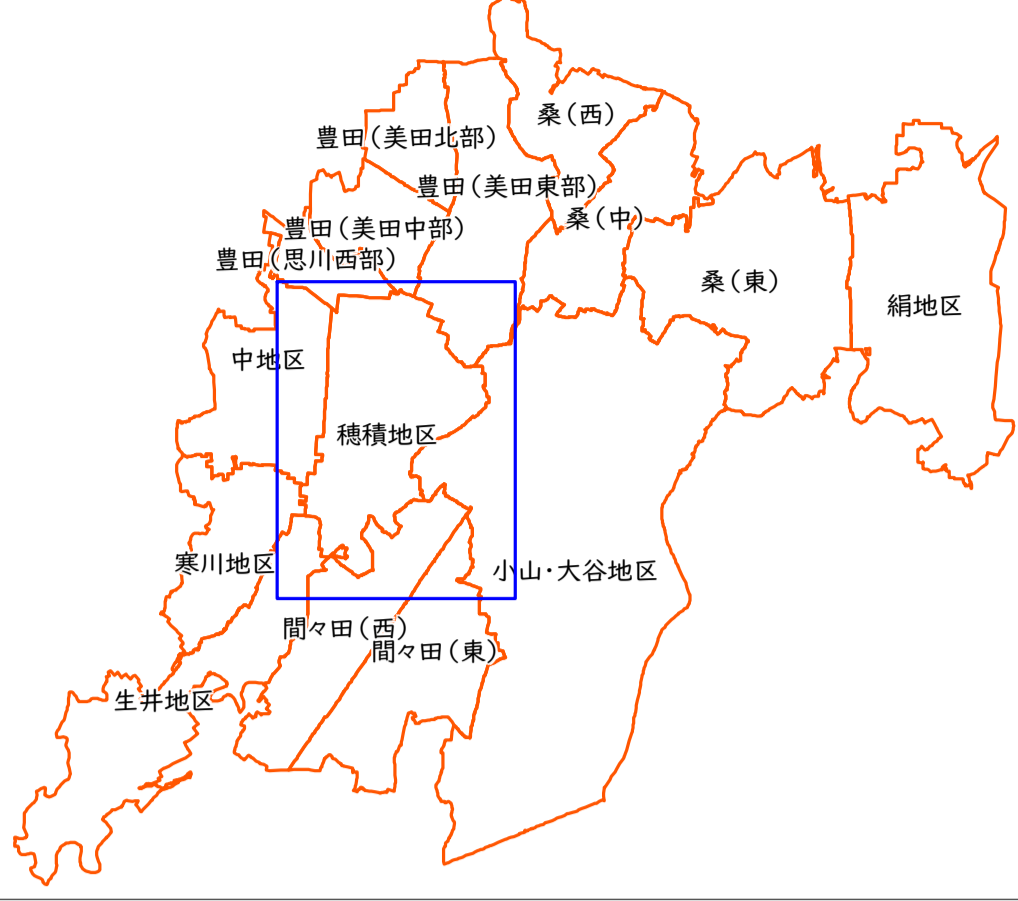 桑(西)
豊田(美田北部)
豊田(美田東部)
桑(中)
豊田(美田中部)
豊田(思川西部)
桑(東)
絹地区
中地区
穂積地区
寒川地区
小山・大谷地区
間々田(西)
間々田(東)
生井地区